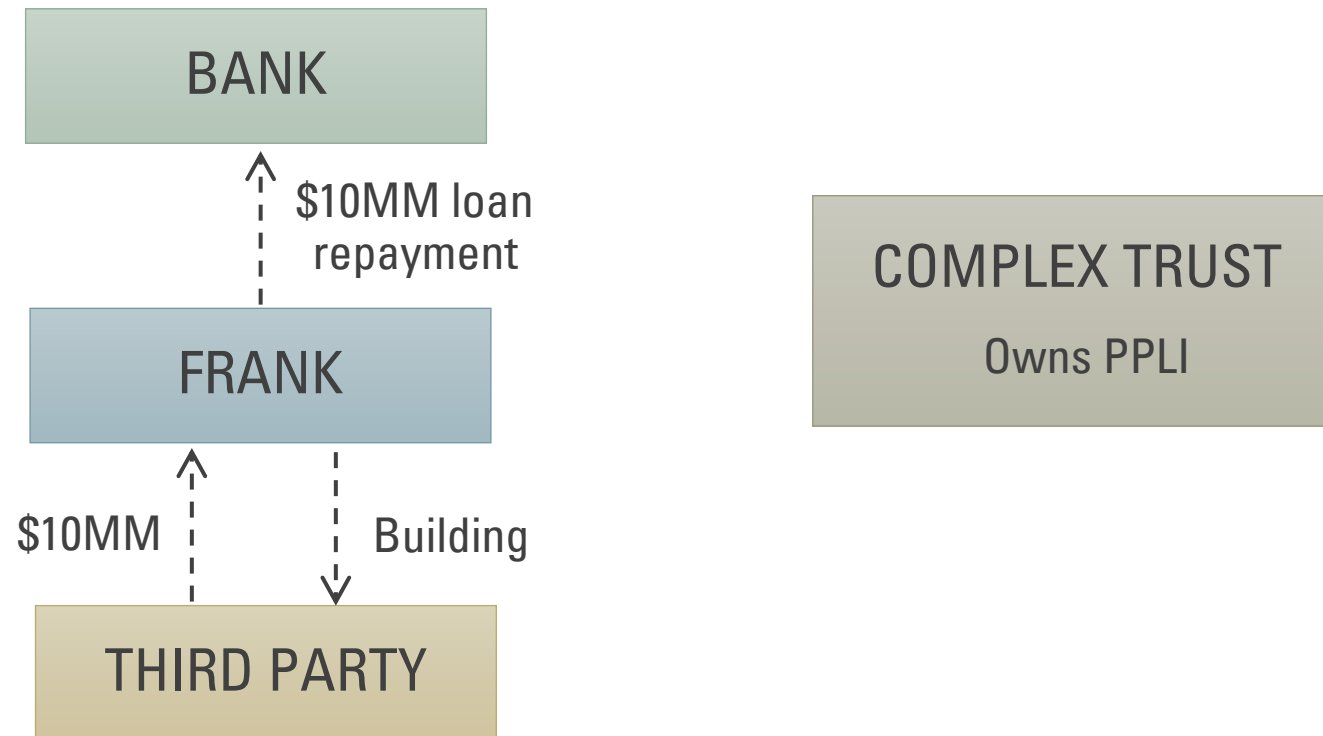 BANK
$10MM loan
repayment
COMPLEX TRUST
Owns PPLI
FRANK
$10MM
Building
THIRD PARTY